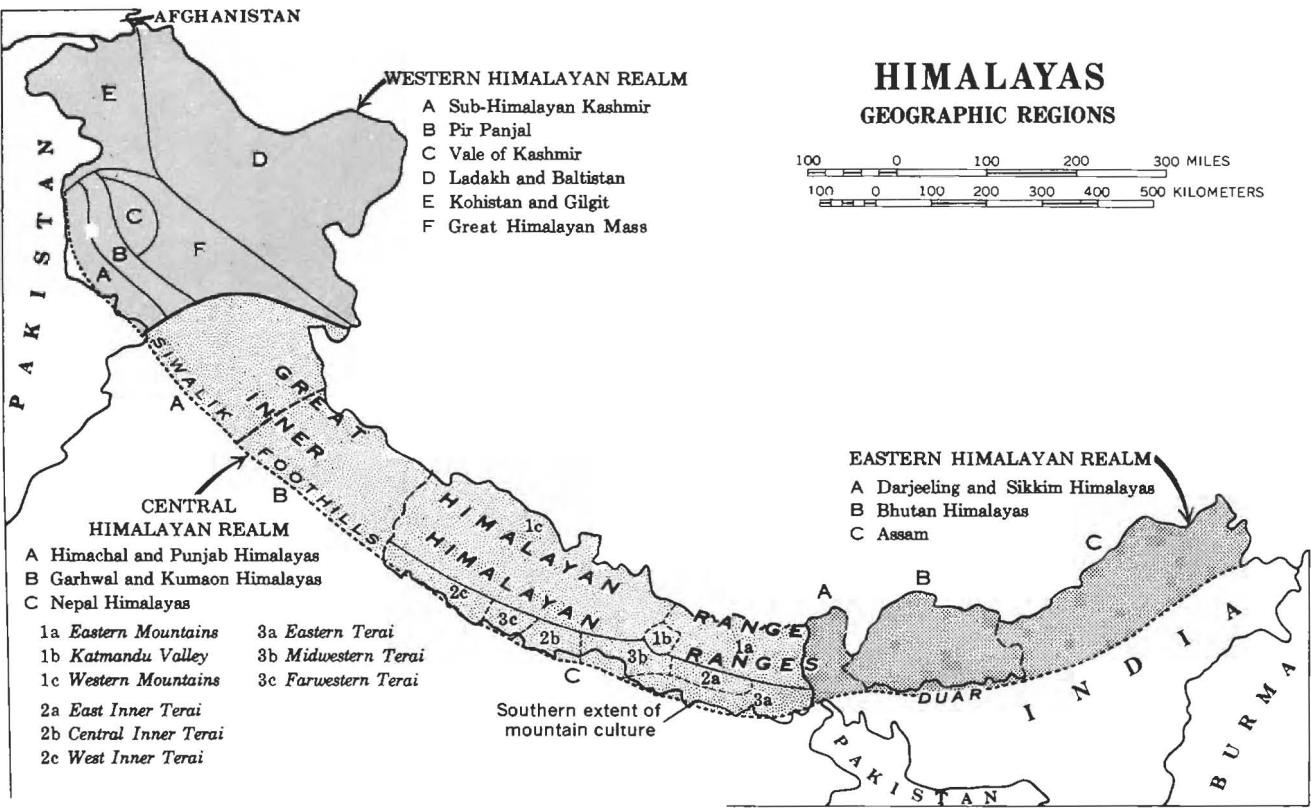 AFGHANISTAN
HIMALAYAS
GEOGRAPHIC REGIONS
100 0 100 200 300 MILES
100 0 100 200 300 400 500 KILOMETERS
WESTERN HIMALAYAN REALM
A Sub-Himalayan Kashmir
B Pir Panjal
C Vale of Kashmir
D Ladakh and Baltistan
E Kohistan and Gilgit
F Great Himalayan Mass
E
D
C
B
F
A
PAKISTAN
SIWALIK
FOOTHILLS
A
B
C
GREAT
HIMALAYAN
RANGE
INNER
HIMALAYAN
RANGES
1c
2c
3c
2b
1b
3b
1a
2a
3a
CENTRAL
HIMALAYAN REALM
A Himachal and Punjab Himalayas
B Garhwal and Kumaon Himalayas
C Nepal Himalayas
1a Eastern Mountains
1b Katmandu Valley
1c Western Mountains
2a East Inner Terai
2b Central Inner Terai
2c West Inner Terai
3a Eastern Terai
3b Midwestern Terai
3c Farwestern Terai
Southern extent of
mountain culture
EASTERN HIMALAYAN REALM
A Darjeeling and Sikkim Himalayas
B Bhutan Himalayas
C Assam
A
B
C
DUAR
INDIA
PAKISTAN
BURMA